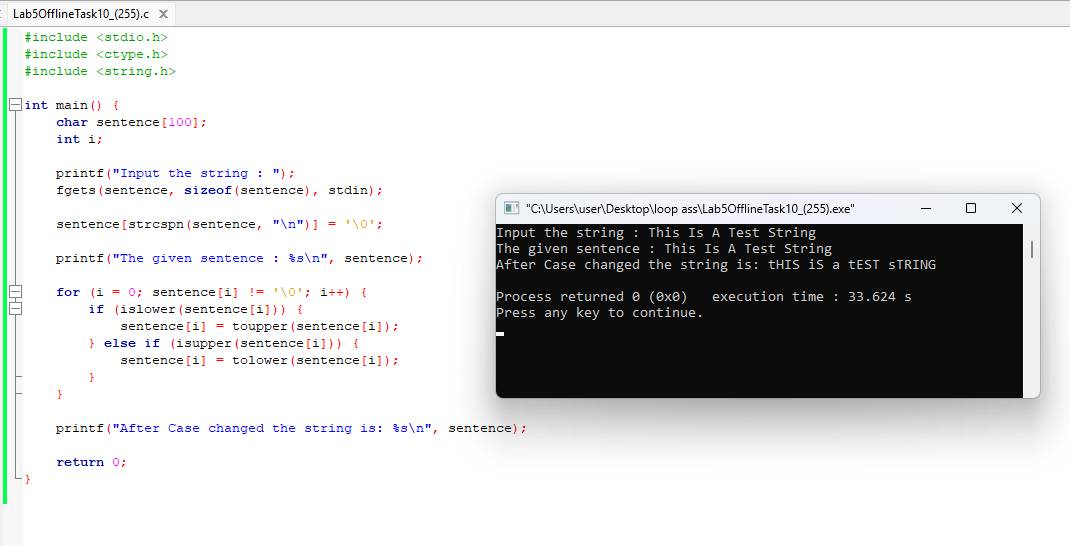 Lab5OfflineTask10_(255).c
#include <stdio.h>
#include <ctype.h>
#include <string.h>
int main() {
    char sentence[100];
    int i;
    printf("Input the string : ");
    fgets(sentence, sizeof(sentence), stdin);
    sentence[strcspn(sentence, "\n")] = '\0';
    printf("The given sentence : %s\n", sentence);
    for (i = 0; sentence[i] != '\0'; i++) {
        if (islower(sentence[i])) {
            sentence[i] = toupper(sentence[i]);
        } else if (isupper(sentence[i])) {
            sentence[i] = tolower(sentence[i]);
        }
    }
    printf("After Case changed the string is: %s\n", sentence);
    return 0;
}
"C:\Users\user\Desktop\loop ass\Lab5OfflineTask10_(255).exe"
Input the string : This Is A Test String
The given sentence : This Is A Test String
After Case changed the string is: tHIS iS a tEST sTRING
Process returned 0 (0x0)   execution time : 33.624 s
Press any key to continue.